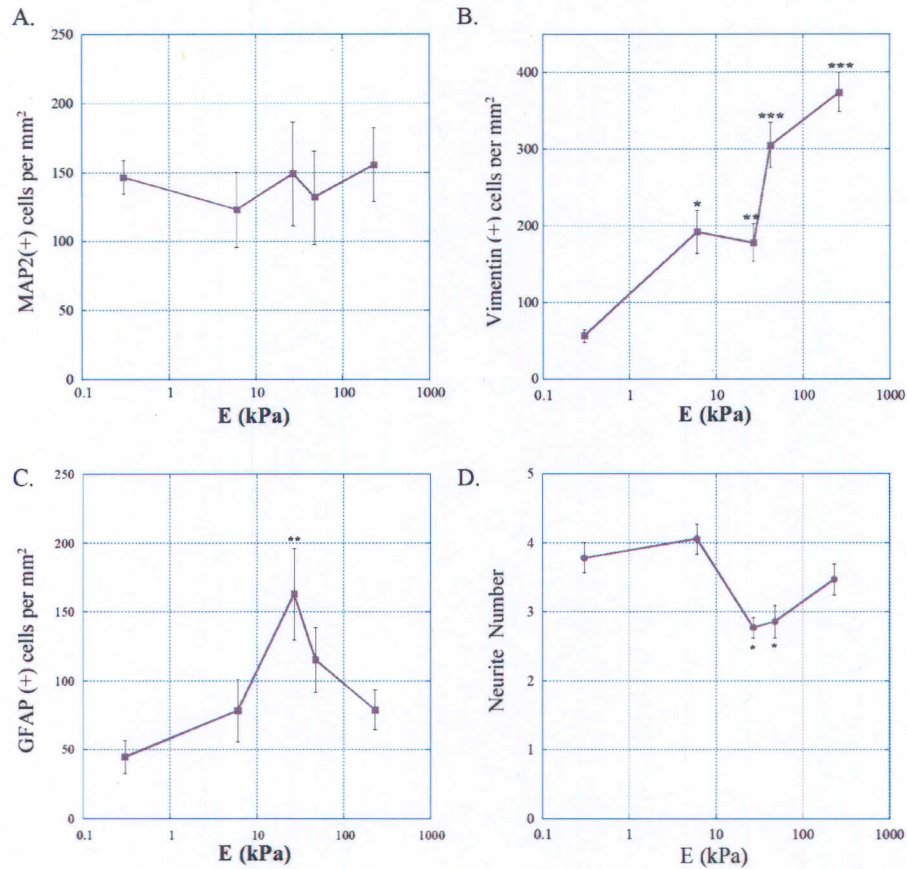 A.
250
200
150
100
50
0
MAP2(+) cells per mm²
0.1 1 10 100 1000
E (kPa)
B.
400
300
200
100
0
Vimentin (+) cells per mm²
* ** *** ***
0.1 1 10 100 1000
E (kPa)
C.
250
200
150
100
50
0
GFAP (+) cells per mm²
**
0.1 1 10 100 1000
E (kPa)
D.
5
4
3
2
1
0
Neurite Number
* *
0.1 1 10 100 1000
E (kPa)